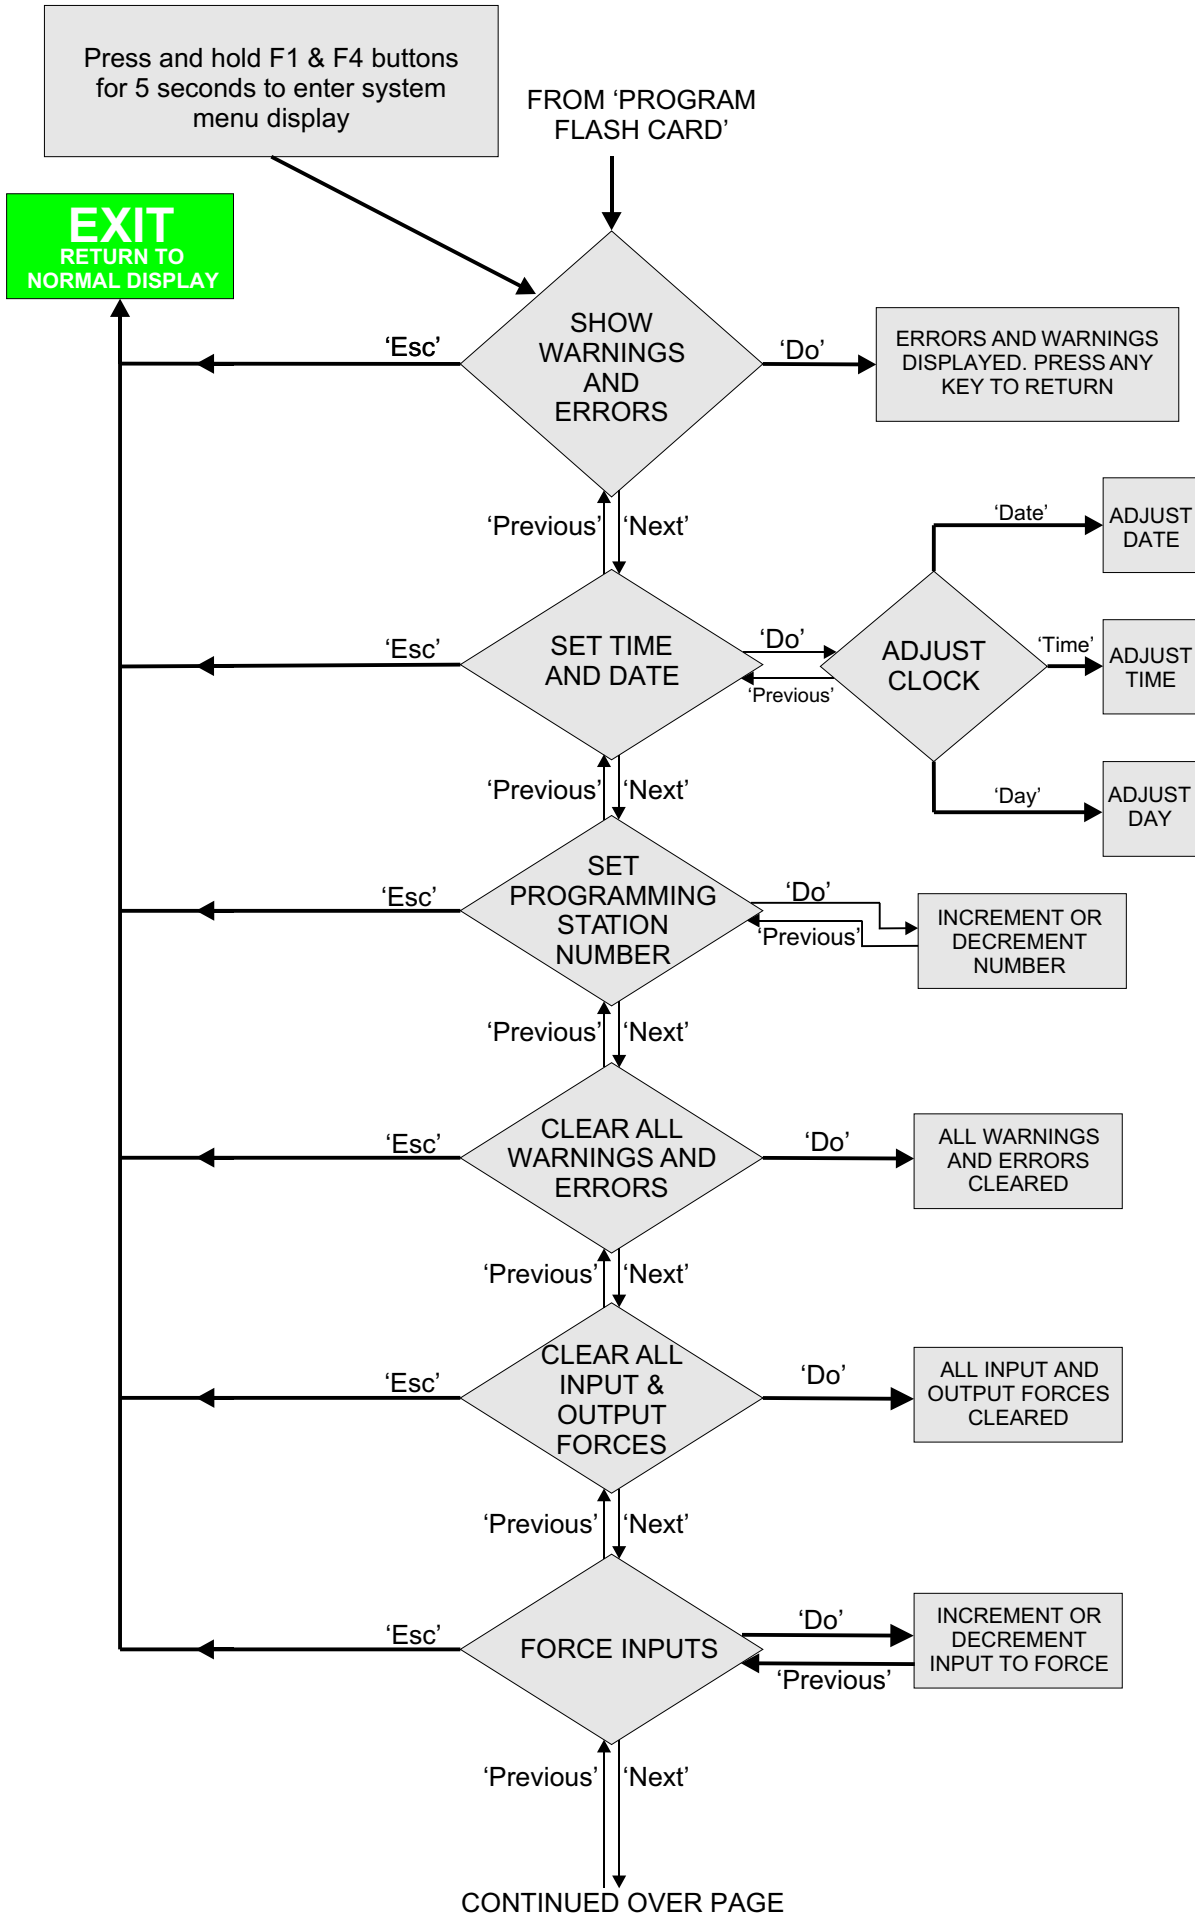 Press and hold F1 & F4 buttons
for 5 seconds to enter system
menu display
FROM ‘PROGRAM
FLASH CARD’
EXIT
RETURN TO
NORMAL DISPLAY
‘Esc’
SHOW
WARNINGS
AND
ERRORS
‘Do’
ERRORS AND WARNINGS
DISPLAYED. PRESS ANY
KEY TO RETURN
‘Previous’
‘Next’
‘Esc’
SET TIME
AND DATE
‘Do’
‘Previous’
ADJUST
CLOCK
‘Date’
ADJUST
DATE
‘Time’
ADJUST
TIME
‘Day’
ADJUST
DAY
‘Previous’
‘Next’
‘Esc’
SET
PROGRAMMING
STATION
NUMBER
‘Do’
‘Previous’
INCREMENT OR
DECREMENT
NUMBER
‘Previous’
‘Next’
‘Esc’
CLEAR ALL
WARNINGS AND
ERRORS
‘Do’
ALL WARNINGS
AND ERRORS
CLEARED
‘Previous’
‘Next’
‘Esc’
CLEAR ALL
INPUT &
OUTPUT
FORCES
‘Do’
ALL INPUT AND
OUTPUT FORCES
CLEARED
‘Previous’
‘Next’
‘Esc’
FORCE INPUTS
‘Do’
‘Previous’
INCREMENT OR
DECREMENT
INPUT TO FORCE
‘Previous’
‘Next’
CONTINUED OVER PAGE